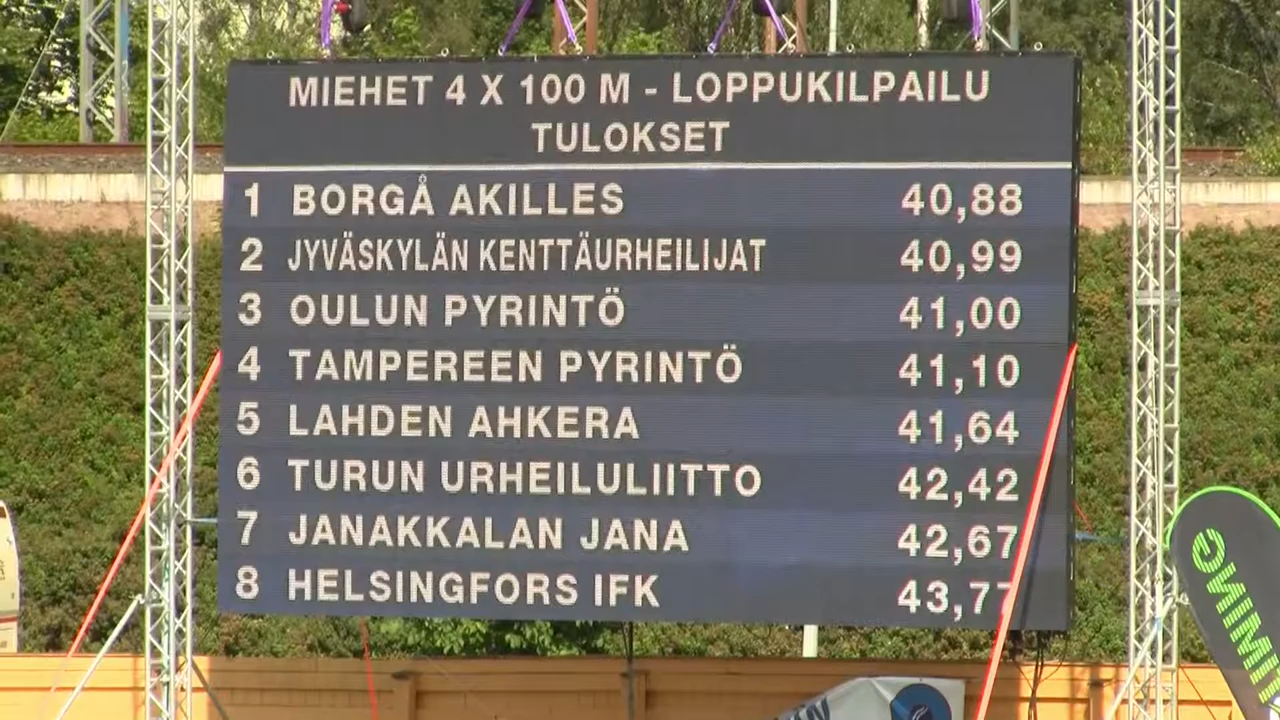 MIEHET 4 X 100 M - LOPPUKILPAILU
TULOKSET
1 BORGÅ AKILLES 40,88
2 JYVÄSKYLÄN KENTTÄURHEILIJAT 40,99
3 OULUN PYRINTÖ 41,00
4 TAMPEREEN PYRINTÖ 41,10
5 LAHDEN AHKERA 41,64
6 TURUN URHEILULIITTO 42,42
7 JANAKKALAN JANA 42,67
8 HELSINGFORS IFK 43,77